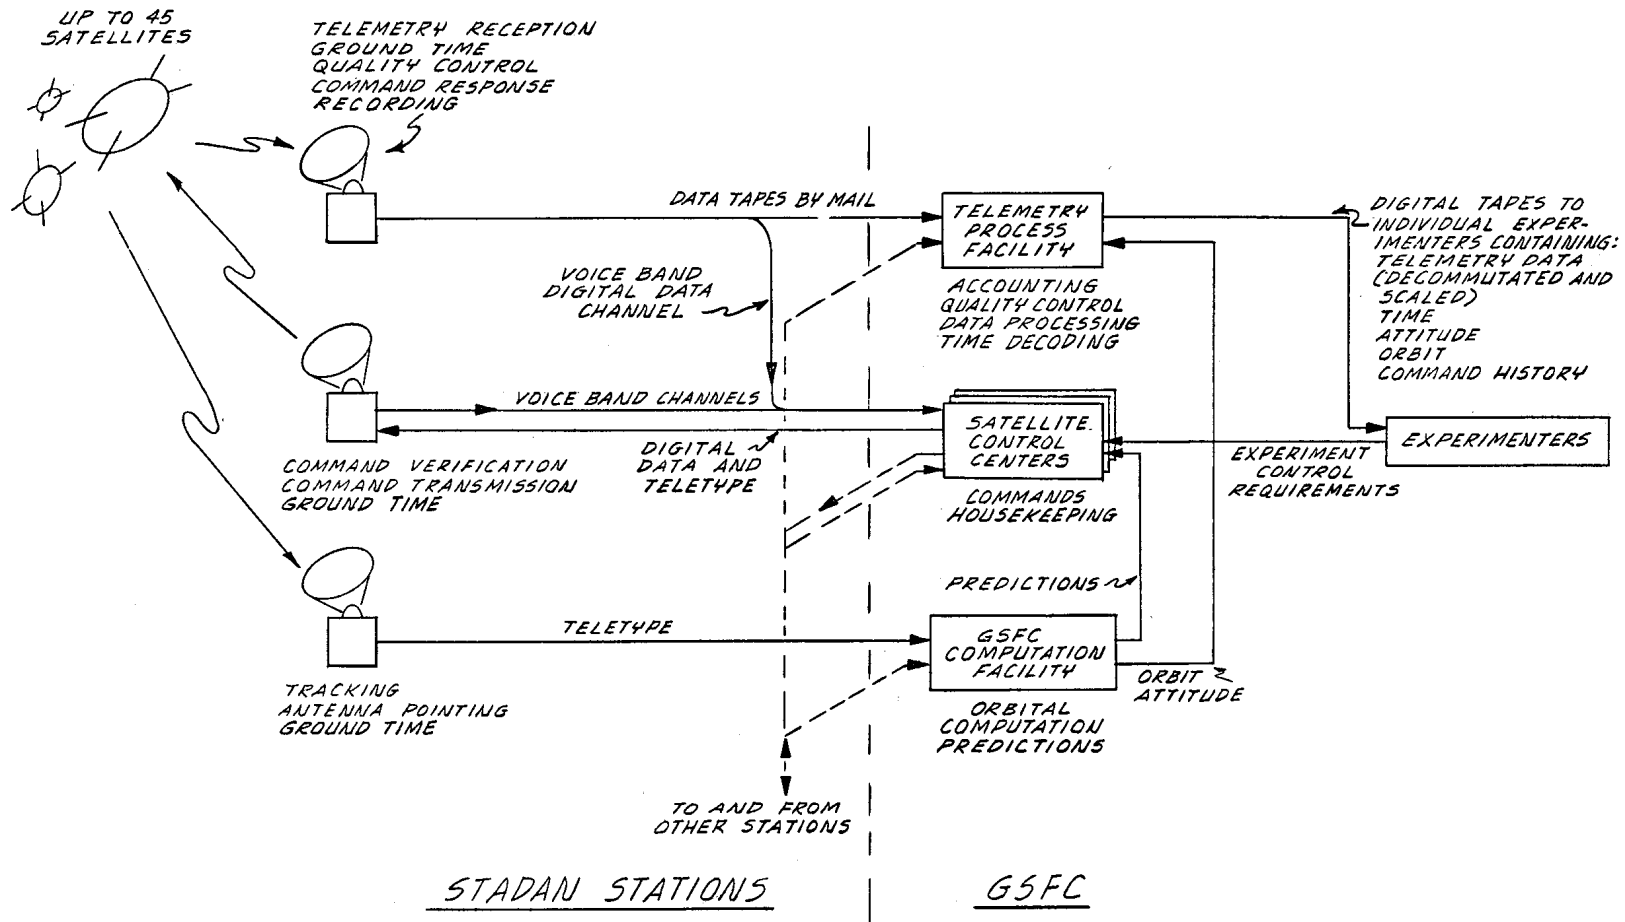 UP TO 45
SATELLITES
TELEMETRY RECEPTION
GROUND TIME
QUALITY CONTROL
COMMAND RESPONSE
RECORDING
DATA TAPES BY MAIL
TELEMETRY
PROCESS
FACILITY
DIGITAL TAPES TO
INDIVIDUAL EXPER-
IMENTERS CONTAINING:
TELEMETRY DATA
(DECOMMUTATED AND
SCALED)
TIME
ATTITUDE
ORBIT
COMMAND HISTORY
VOICE BAND
DIGITAL DATA
CHANNEL
ACCOUNTING
QUALITY CONTROL
DATA PROCESSING
TIME DECODING
VOICE BAND CHANNELS
SATELLITE
CONTROL
CENTERS
EXPERIMENTERS
DIGITAL
DATA AND
TELETYPE
EXPERIMENT
CONTROL
REQUIREMENTS
COMMAND VERIFICATION
COMMAND TRANSMISSION
GROUND TIME
COMMANDS
HOUSEKEEPING
PREDICTIONS
TELETYPE
GSFC
COMPUTATION
FACILITY
ORBIT
ATTITUDE
TRACKING
ANTENNA POINTING
GROUND TIME
ORBITAL
COMPUTATION
PREDICTIONS
TO AND FROM
OTHER STATIONS
STADAN STATIONS
GSFC